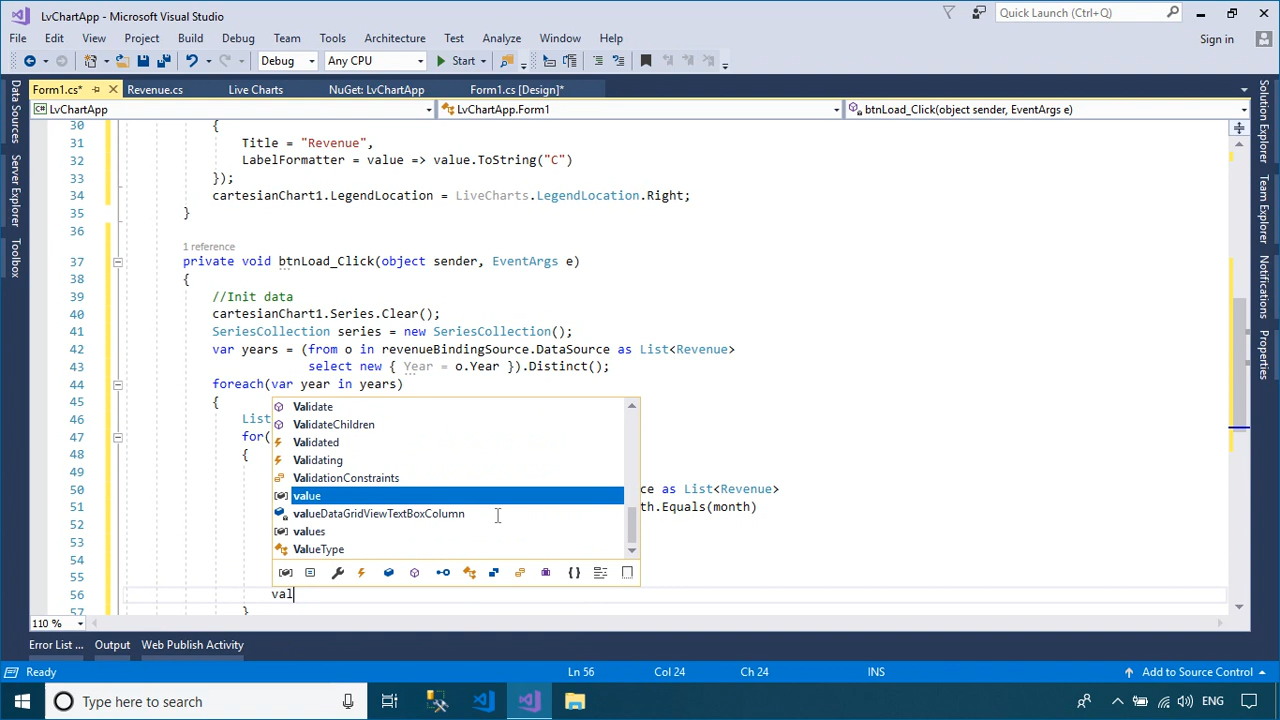 LvChartApp - Microsoft Visual Studio
Quick Launch (Ctrl+Q)
File Edit View Project Build Debug Team Tools Architecture Test Analyze Window Help
Sign in
Debug Any CPU Start
Form1.cs* Revenue.cs Live Charts NuGet: LvChartApp Form1.cs [Design]*
LvChartApp LvChartApp.Form1 btnLoad_Click(object sender, EventArgs e)
Data Sources
Server Explorer
Toolbox
30 {
31 Title = "Revenue",
32 LabelFormatter = value => value.ToString("C")
33 });
34 cartesianChart1.LegendLocation = LiveCharts.LegendLocation.Right;
35 }
36
1 reference
37 private void btnLoad_Click(object sender, EventArgs e)
38 {
39 //Init data
40 cartesianChart1.Series.Clear();
41 SeriesCollection series = new SeriesCollection();
42 var years = (from o in revenueBindingSource.DataSource as List<Revenue>
43 select new { Year = o.Year }).Distinct();
44 foreach(var year in years)
45 {
46 List
47 for(
48 {
49
50 ce as List<Revenue>
51 th.Equals(month)
52
53
54
55
56 val
57 }
Validate
ValidateChildren
Validated
Validating
ValidationConstraints
value
valueDataGridViewTextBoxColumn
values
ValueType
Solution Explorer
Team Explorer
Notifications
Properties
110 %
Error List ... Output Web Publish Activity
Ready Ln 56 Col 24 Ch 24 INS Add to Source Control
Type here to search ENG